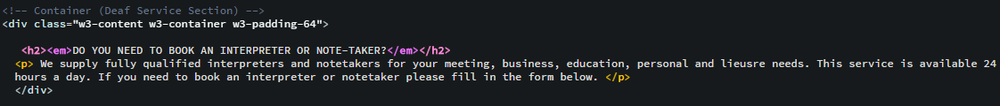 <!-- Container (Deaf Service Section) -->
<div class="w3-content w3-container w3-padding-64">
<h2><em>DO YOU NEED TO BOOK AN INTERPRETER OR NOTE-TAKER?</em></h2>
<p> We supply fully qualified interpreters and notetakers for your meeting, business, education, personal and lieusre needs. This service is available 24
hours a day. If you need to book an interpreter or notetaker please fill in the form below. </p>
</div>